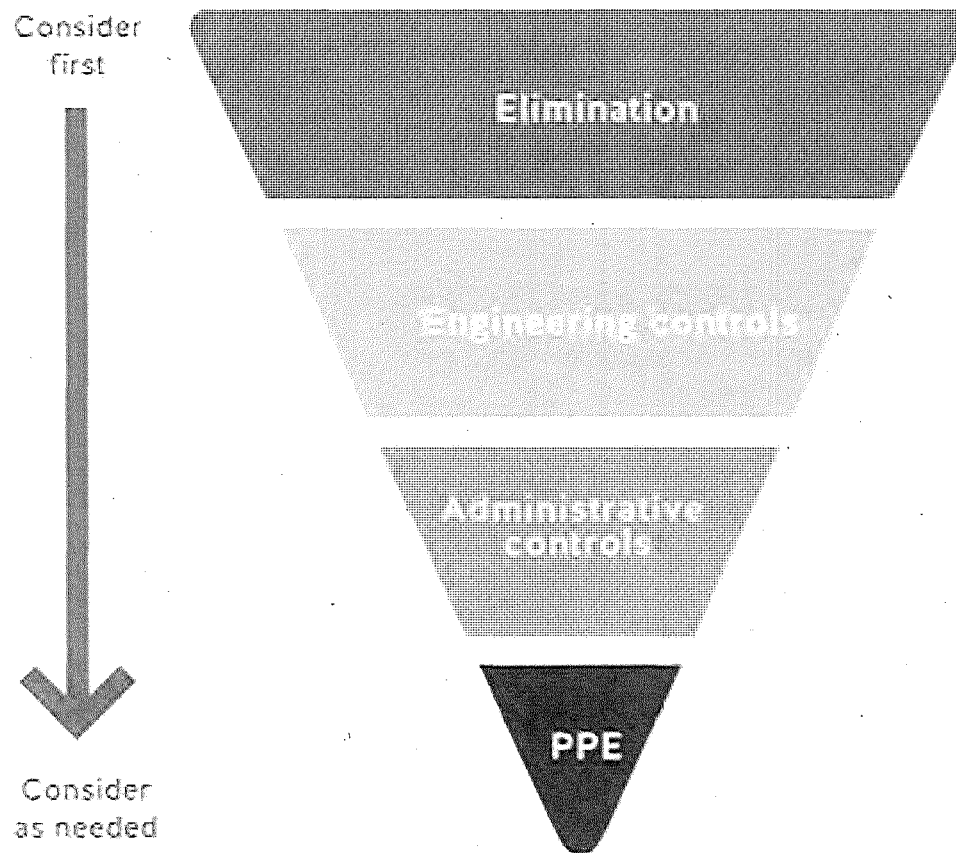 Consider
first
Elimination
Engineering controls
Administrative
controls
PPE
Consider
as needed